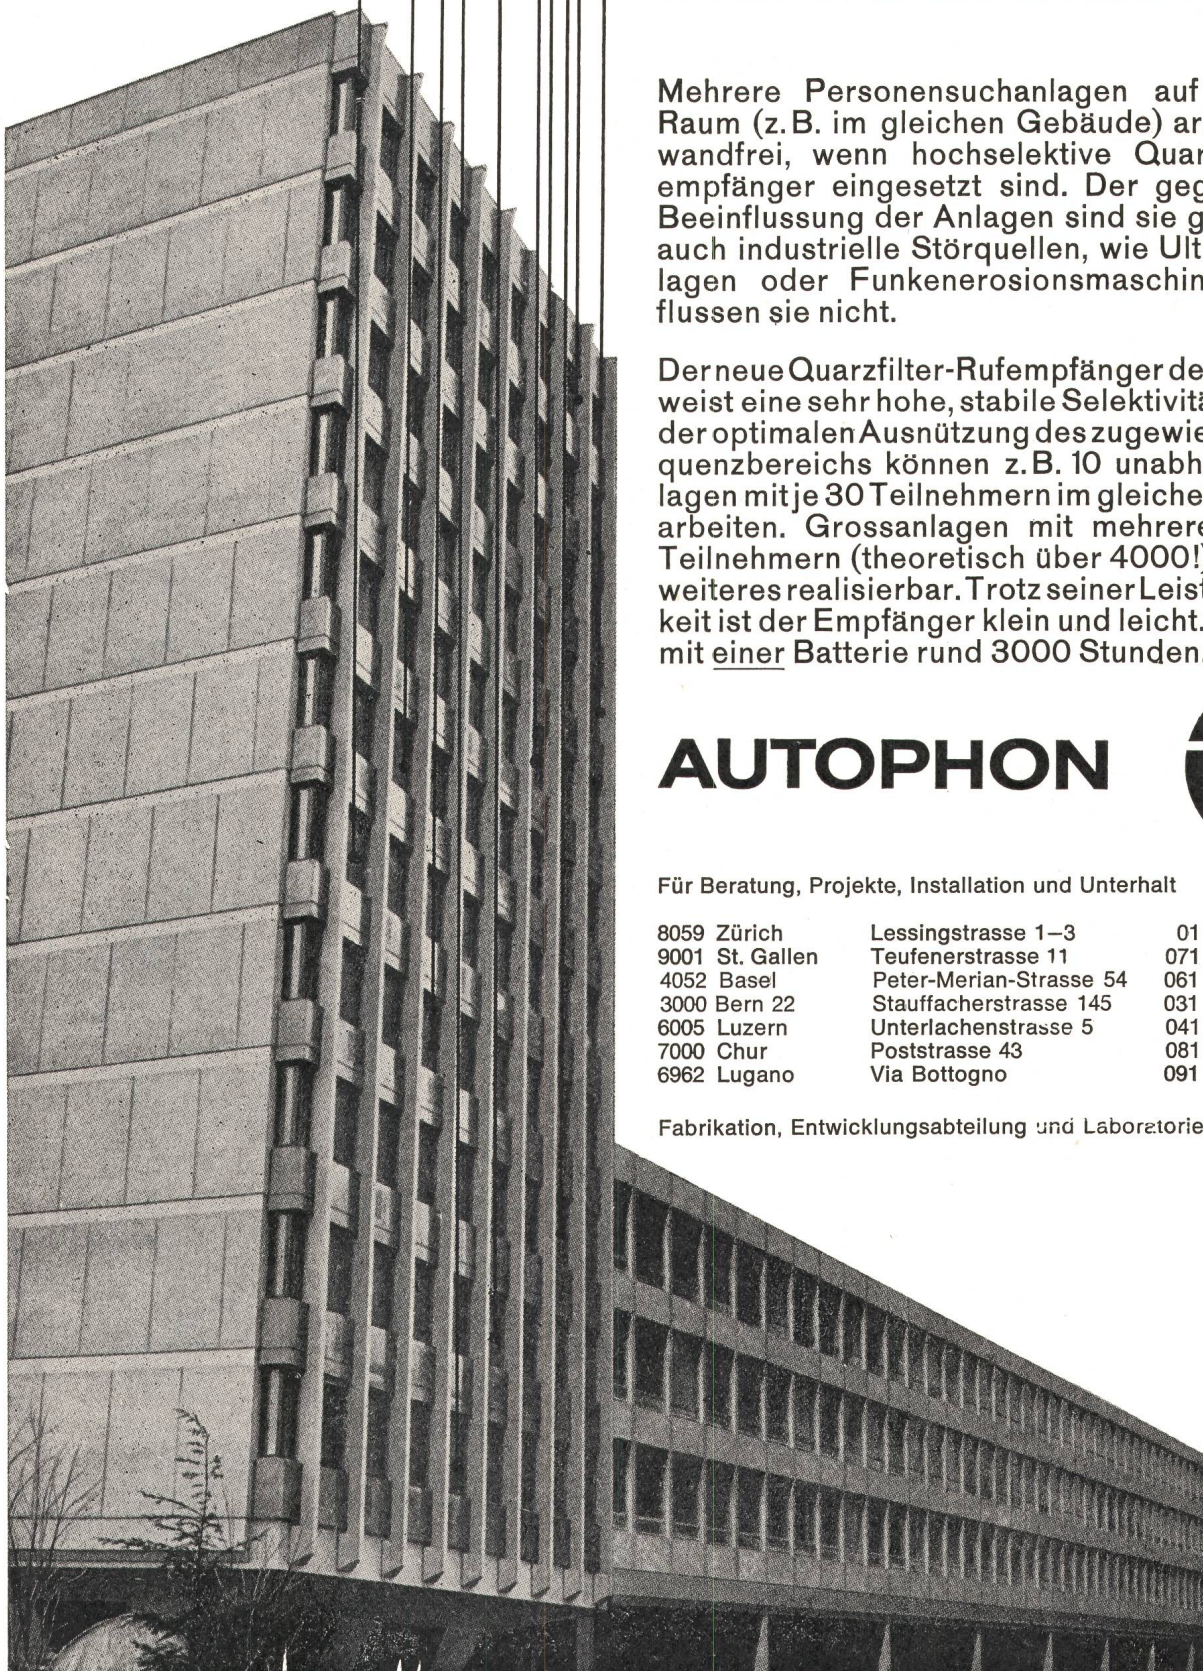 Mehrere Personensuchanlagen auf
Raum (z.B. im gleichen Gebäude) ar
wandfrei, wenn hochselektive Quar
empfänger eingesetzt sind. Der geg
Beeinflussung der Anlagen sind sie g
auch industrielle Störquellen, wie Ult
lagen oder Funkenerosionsmaschin
flussen sie nicht.
Der neue Quarzfilter-Rufempfänger de
weist eine sehr hohe, stabile Selektivitä
der optimalen Ausnützung des zugewie
quenzbereichs können z.B. 10 unabh
lagen mit je 30 Teilnehmern im gleiche
arbeiten. Grossanlagen mit mehrere
Teilnehmern (theoretisch über 4000!)
weiteres realisierbar. Trotz seiner Leist
keit ist der Empfänger klein und leicht.
mit einer Batterie rund 3000 Stunden.
AUTOPHON
Für Beratung, Projekte, Installation und Unterhalt
8059 Zürich Lessingstrasse 1–3 01
9001 St. Gallen Teufenerstrasse 11 071
4052 Basel Peter-Merian-Strasse 54 061
3000 Bern 22 Stauffacherstrasse 145 031
6005 Luzern Unterlachenstrasse 5 041
7000 Chur Poststrasse 43 081
6962 Lugano Via Bottogno 091
Fabrikation, Entwicklungsabteilung und Laboratorie